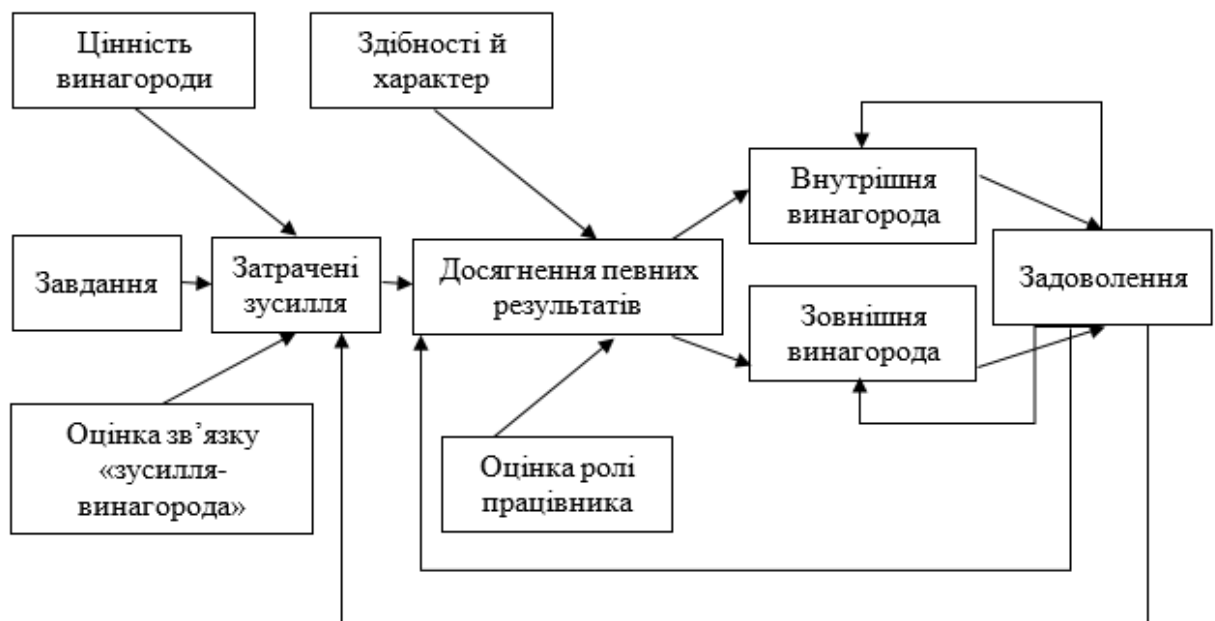 Цінність
винагороди
Здібності й
характер
Внутрішня
винагорода
Завдання
Затрачені
зусилля
Досягнення певних
результатів
Задоволення
Зовнішня
винагорода
Оцінка зв’язку
«зусилля-
винагорода»
Оцінка ролі
працівника